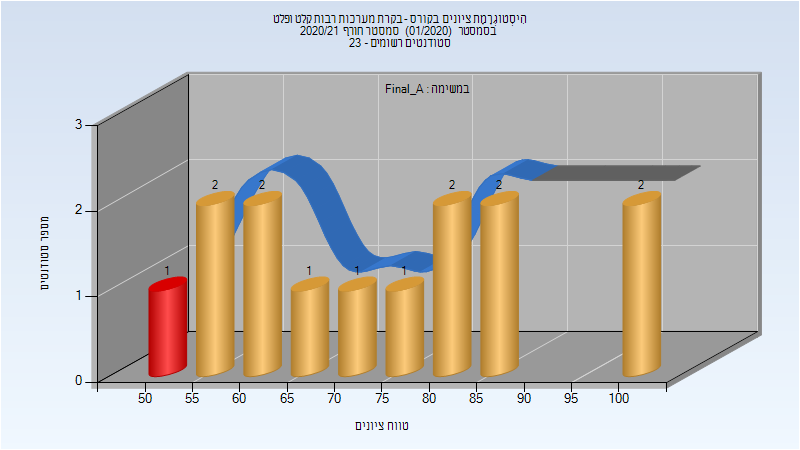 היסטוגרמת ציונים בקורס - בקרת מערכות רבות קלט ופלט
בסמסטר (01/2020) סמסטר חורף 2020/21
סטודנטים רשומים - 23
במשימה : Final_A
מספר סטודנטים
3
2
1
0
1
2
2
1
1
1
2
2
2
50 55 60 65 70 75 80 85 90 95 100
טווח ציונים